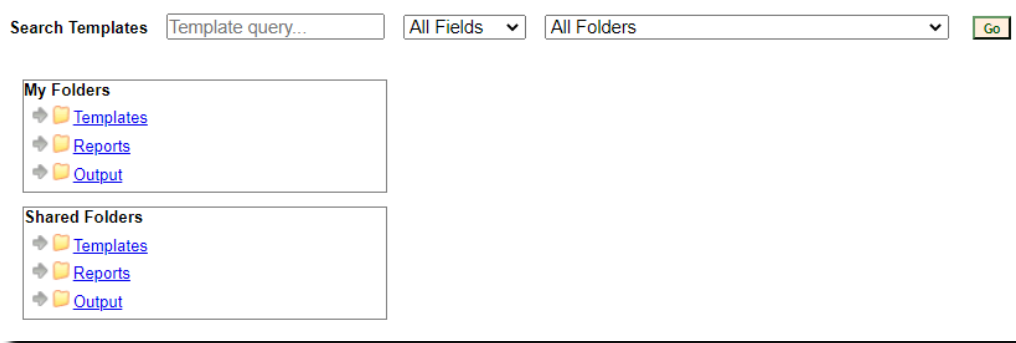 Search Templates Template query... All Fields All Folders Go
My Folders
Templates
Reports
Output
Shared Folders
Templates
Reports
Output